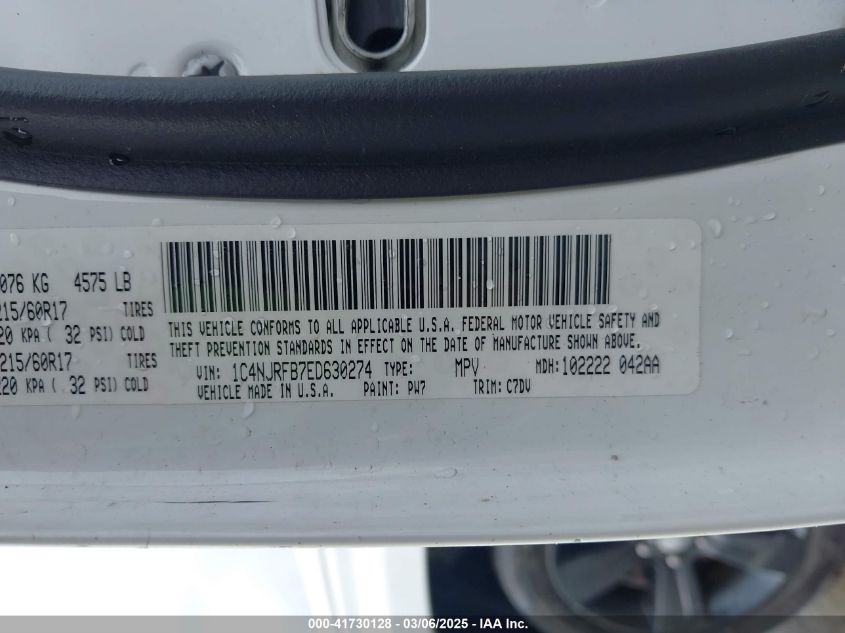 076 KG 4575 LB
215/60R17 TIRES
20 KPA ( 32 PSI) COLD
215/60R17 TIRES
220 KPA ( 32 PSI) COLD
THIS VEHICLE CONFORMS TO ALL APPLICABLE U.S.A. FEDERAL MOTOR VEHICLE SAFETY AND
THEFT PREVENTION STANDARDS IN EFFECT ON THE DATE OF MANUFACTURE SHOWN ABOVE.
VIN: 1C4NJRFB7ED630274 TYPE: MPV MDH:102222 042AA
VEHICLE MADE IN U.S.A. PAINT: PW7 TRIM: C7DV
000-41730128 - 03/06/2025 - IAA Inc.